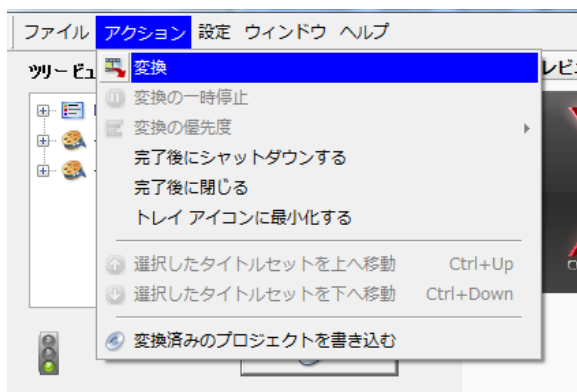 ファイル アクション 設定 ウィンドウ ヘルプ
ツリービュ
変換
レビュ
変換の一時停止
変換の優先度
完了後にシャットダウンする
完了後に閉じる
トレイ アイコンに最小化する
選択したタイトルセットを上へ移動 Ctrl+Up
選択したタイトルセットを下へ移動 Ctrl+Down
変換済みのプロジェクトを書き込む